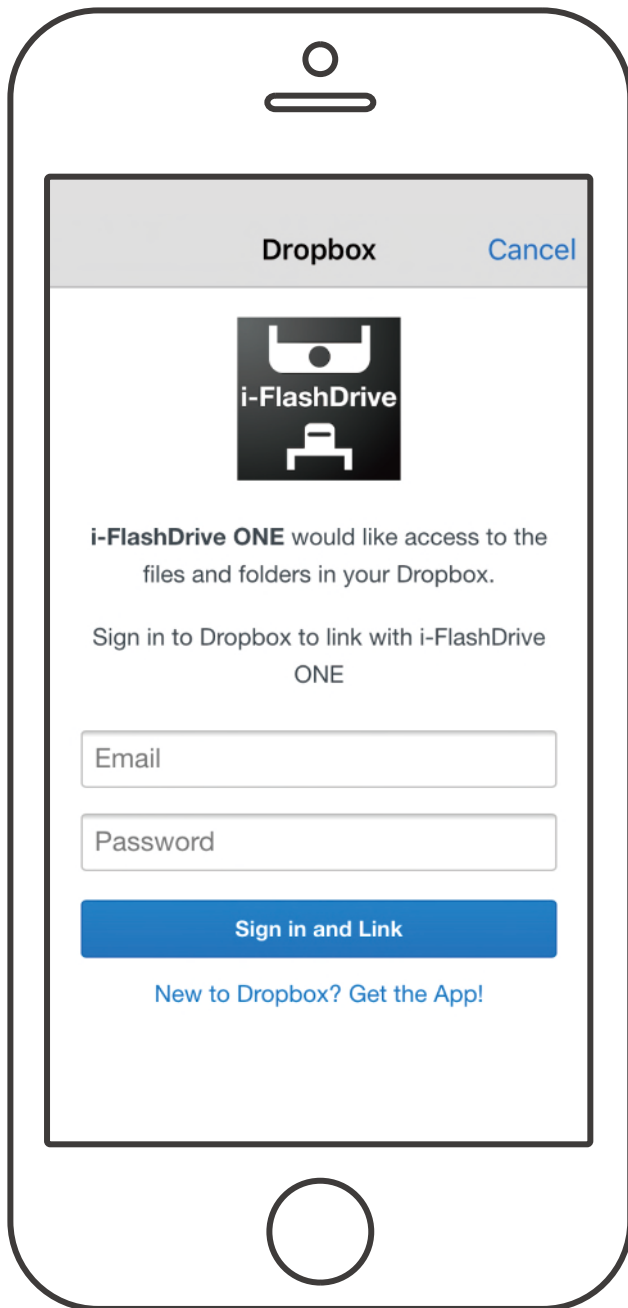 Dropbox Cancel
i-FlashDrive
i-FlashDrive ONE would like access to the
files and folders in your Dropbox.
Sign in to Dropbox to link with i-FlashDrive
ONE
Email
Password
Sign in and Link
New to Dropbox? Get the App!